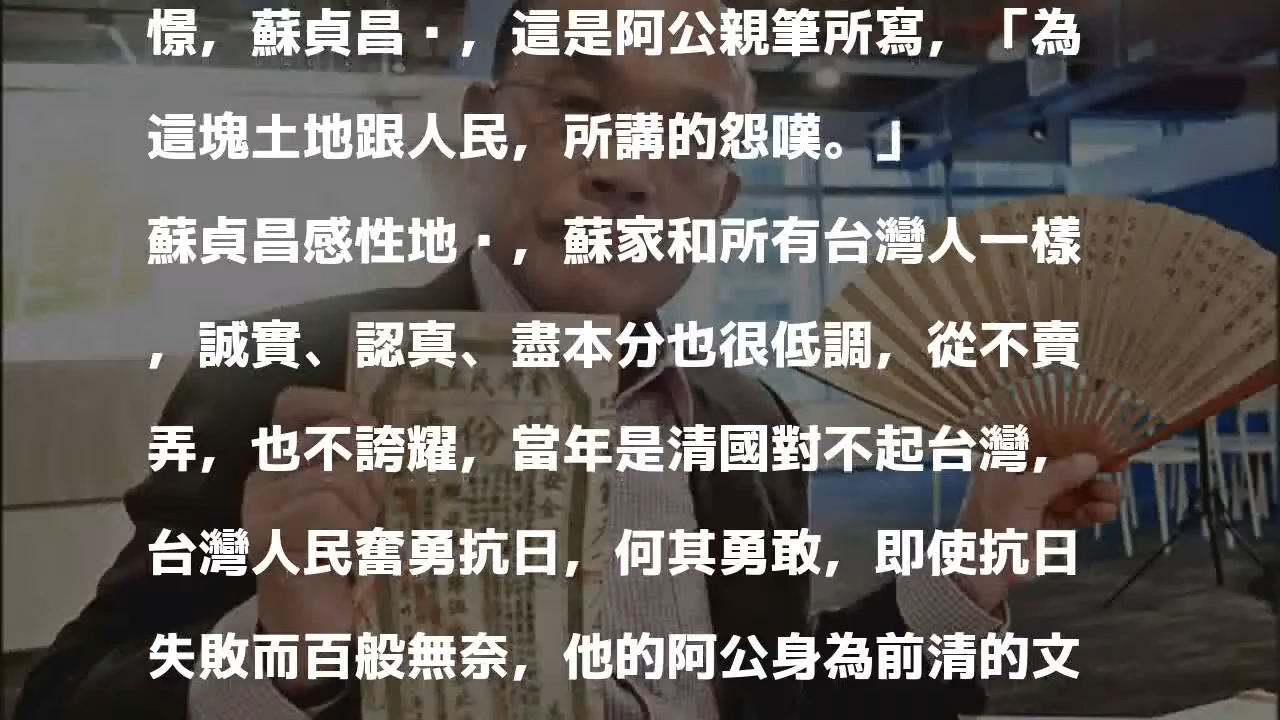 憬，蘇貞昌▪，這是阿公親筆所寫，「為
這塊土地跟人民，所講的怨嘆。」
蘇貞昌感性地▪，蘇家和所有台灣人一樣
，誠實、認真、盡本分也很低調，從不賣
弄，也不誇耀，當年是清國對不起台灣，
台灣人民奮勇抗日，何其勇敢，即使抗日
失敗而百般無奈，他的阿公身為前清的文